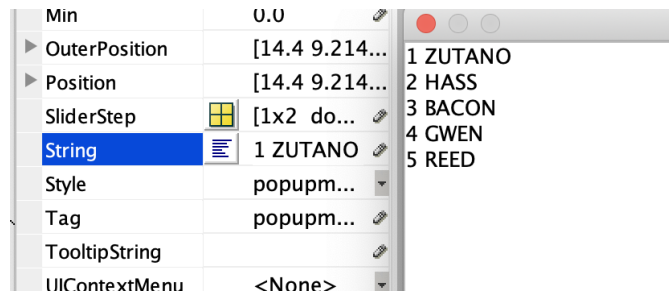 Min 0.0
OuterPosition [14.4 9.214...
Position [14.4 9.214...
SliderStep [1x2 do...
String 1 ZUTANO
Style popupm...
Tag popupm...
TooltipString
UIContextMenu <None>
1 ZUTANO
2 HASS
3 BACON
4 GWEN
5 REED